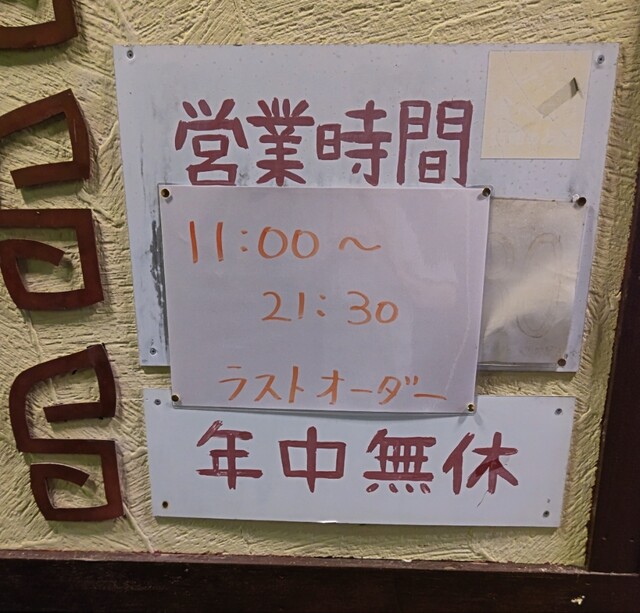 営業時間
11:00～
21:30
ラストオーダー
年中無休